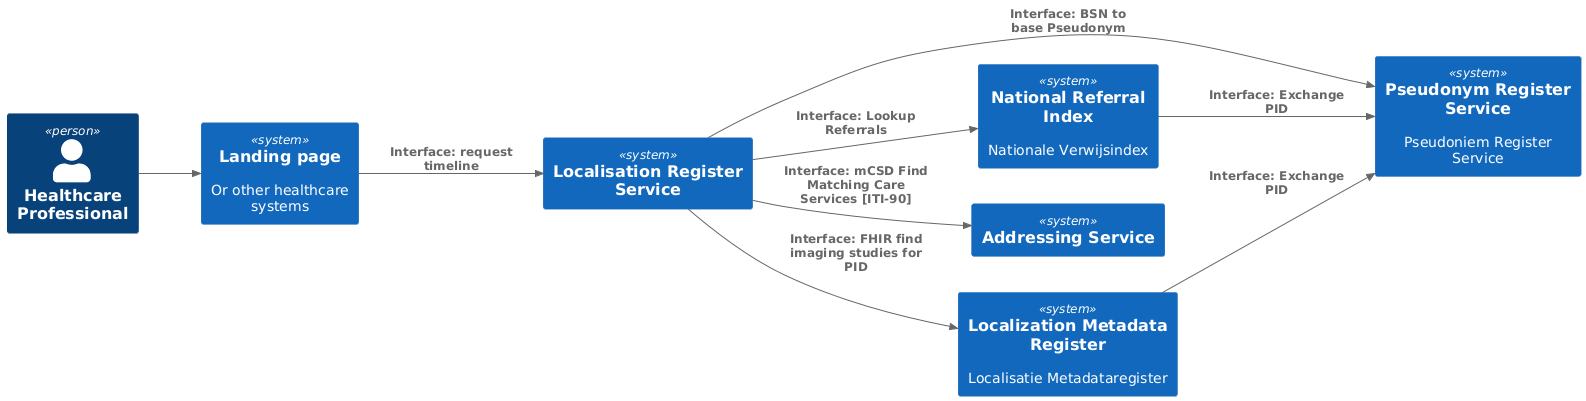 «person»
Healthcare
Professional
«system»
Landing page
Or other healthcare
systems
Interface: request
timeline
«system»
Localisation Register
Service
Interface: BSN to
base Pseudonym
Interface: Lookup
Referrals
Interface: mCSD Find
Matching Care
Services [ITI-90]
Interface: FHIR find
imaging studies for
PID
«system»
National Referral
Index
Nationale Verwijsindex
«system»
Addressing Service
«system»
Localization Metadata
Register
Localisatie Metadataregister
Interface: Exchange
PID
Interface: Exchange
PID
«system»
Pseudonym Register
Service
Pseudoniem Register
Service